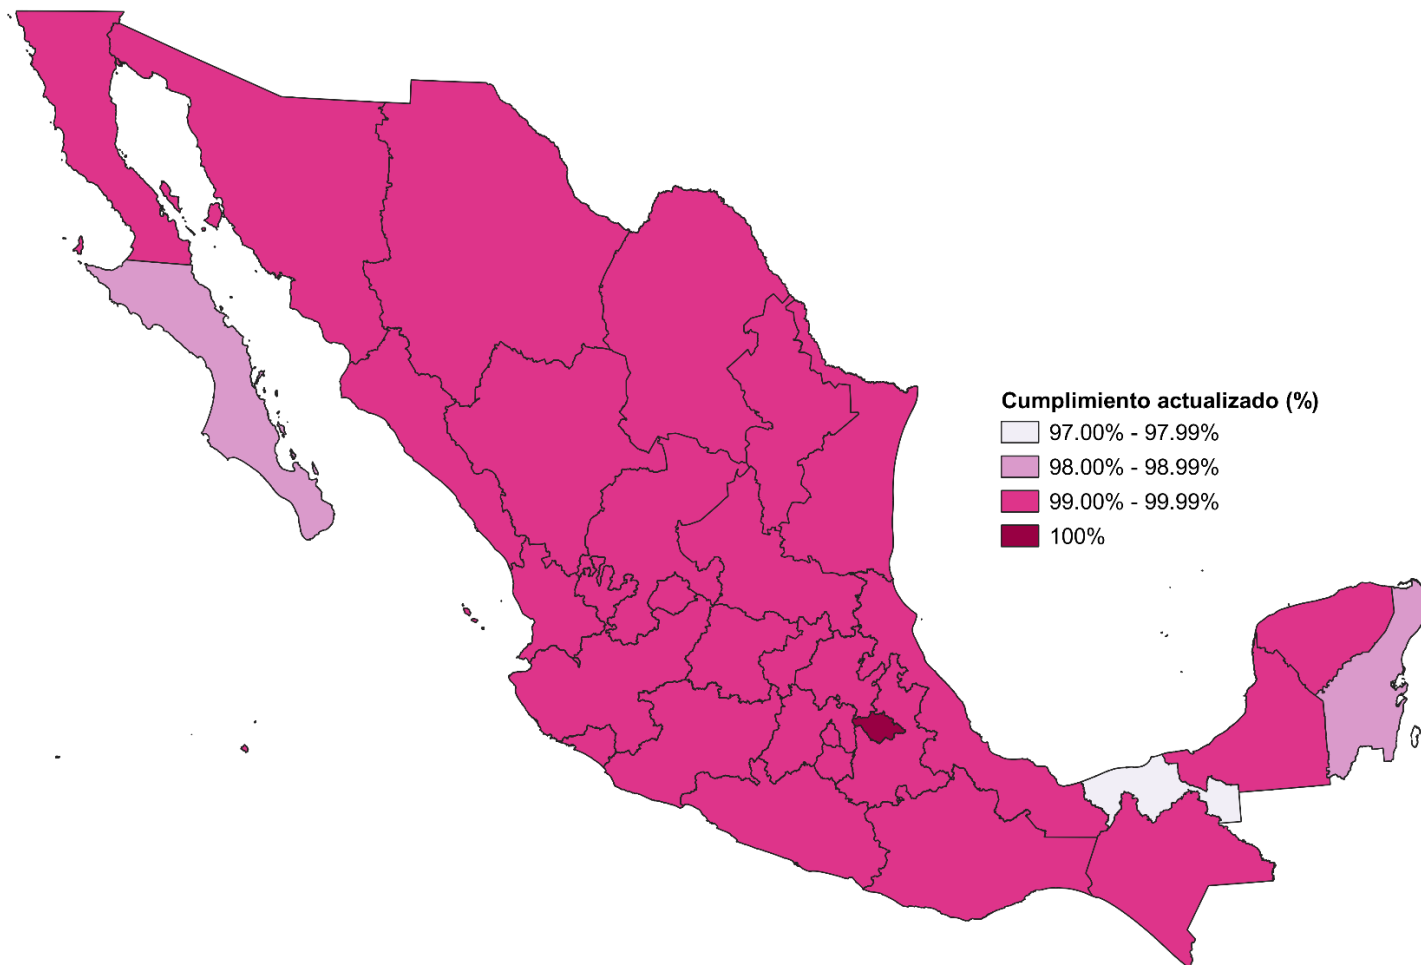 Cumplimiento actualizado (%)
97.00% - 97.99%
98.00% - 98.99%
99.00% - 99.99%
100%